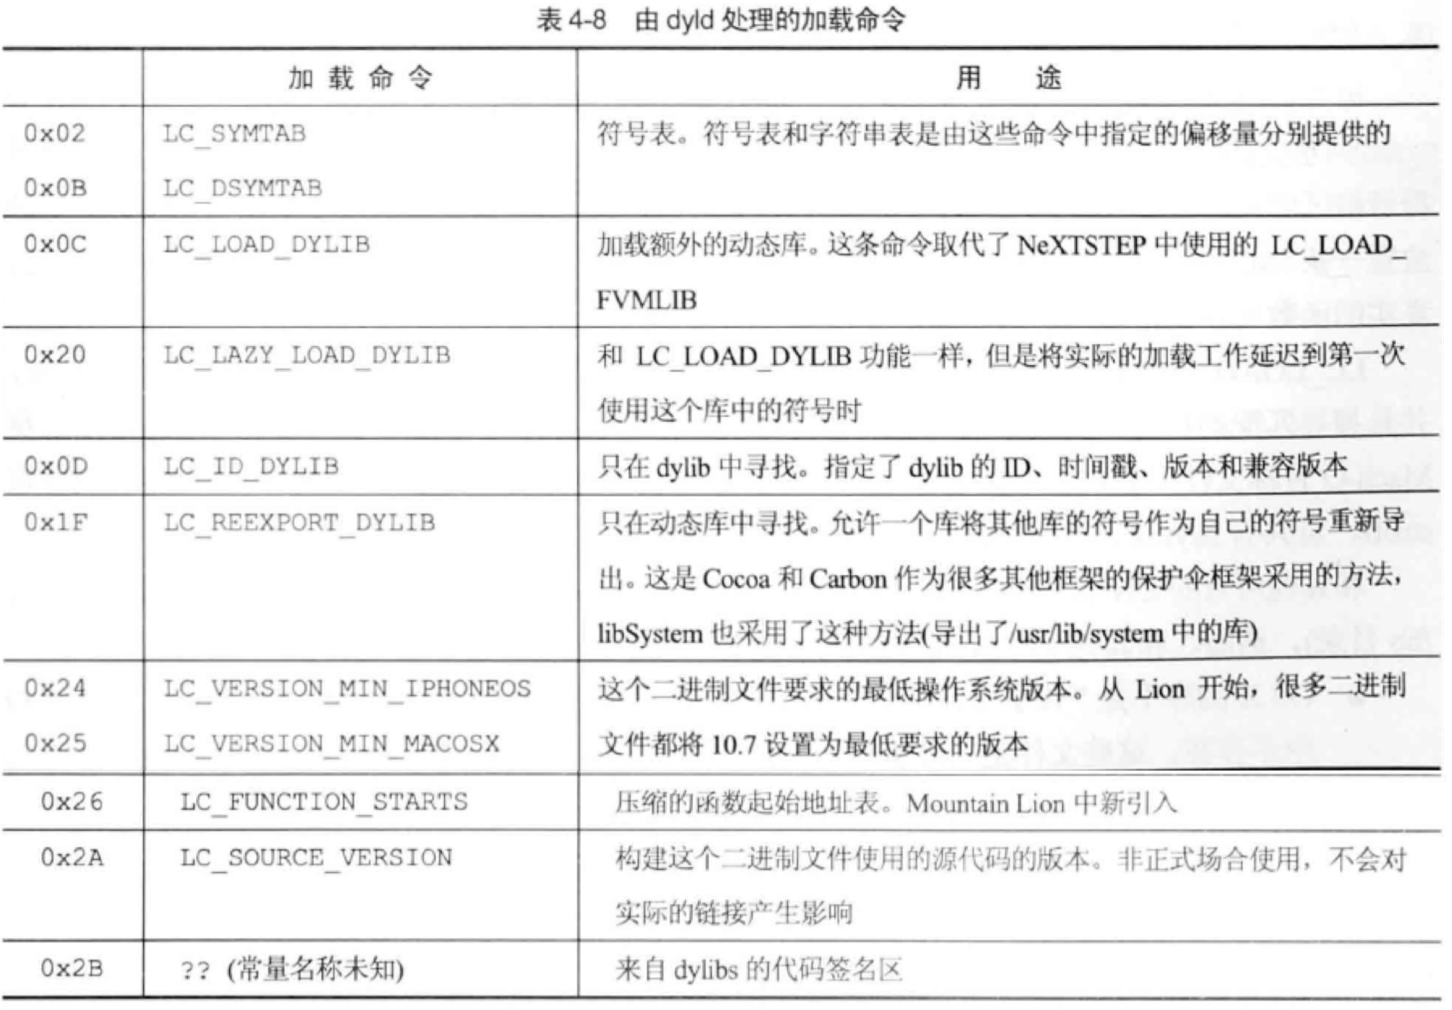 表 4-8 由 dyld 处理的加载命令
加 载 命 令 用 途
0x02 LC_SYMTAB 符号表。符号表和字符串表是由这些命令中指定的偏移量分别提供的
0x0B LC_DSYMTAB
0x0C LC_LOAD_DYLIB 加载额外的动态库。这条命令取代了 NeXTSTEP 中使用的 LC_LOAD_
FVMLIB
0x20 LC_LAZY_LOAD_DYLIB 和 LC_LOAD_DYLIB 功能一样，但是将实际的加载工作延迟到第一次
使用这个库中的符号时
0x0D LC_ID_DYLIB 只在 dylib 中寻找。指定了 dylib 的 ID、时间戳、版本和兼容版本
0x1F LC_REEXPORT_DYLIB 只在动态库中寻找。允许一个库将其他库的符号作为自己的符号重新导
出。这是 Cocoa 和 Carbon 作为很多其他框架的保护伞框架采用的方法，
libSystem 也采用了这种方法(导出了/usr/lib/system 中的库)
0x24 LC_VERSION_MIN_IPHONEOS 这个二进制文件要求的最低操作系统版本。从 Lion 开始，很多二进制
0x25 LC_VERSION_MIN_MACOSX 文件都将 10.7 设置为最低要求的版本
0x26 LC_FUNCTION_STARTS 压缩的函数起始地址表。Mountain Lion 中新引入
0x2A LC_SOURCE_VERSION 构建这个二进制文件使用的源代码的版本。非正式场合使用，不会对
实际的链接产生影响
0x2B ?? (常量名称未知) 来自 dylibs 的代码签名区